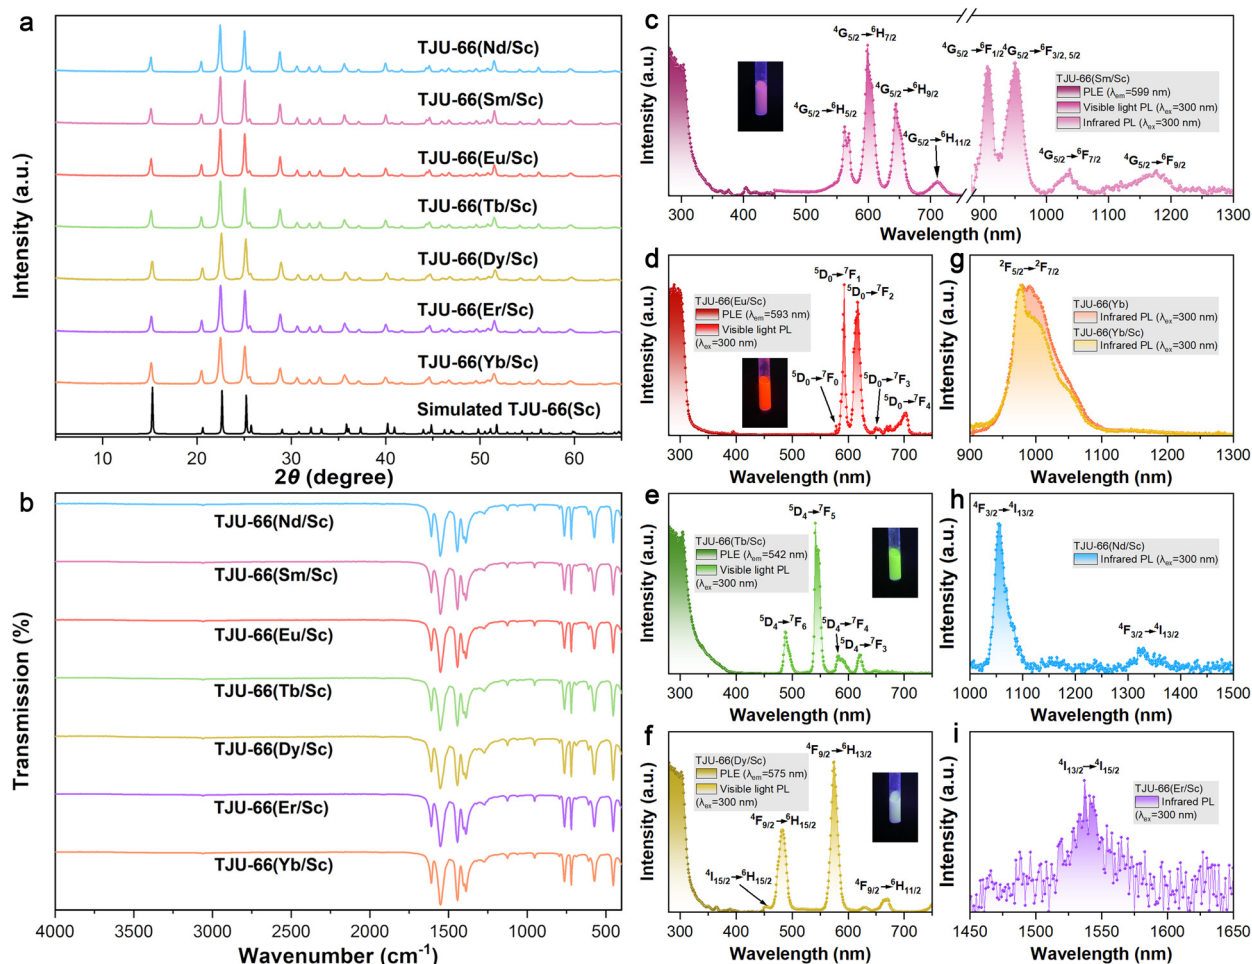 a
TJU-66(Nd/Sc)
TJU-66(Sm/Sc)
TJU-66(Eu/Sc)
TJU-66(Tb/Sc)
TJU-66(Dy/Sc)
TJU-66(Er/Sc)
TJU-66(Yb/Sc)
Simulated TJU-66(Sc)
Intensity (a.u.)
10 20 30 40 50 60
2θ (degree)
b
TJU-66(Nd/Sc)
TJU-66(Sm/Sc)
TJU-66(Eu/Sc)
TJU-66(Tb/Sc)
TJU-66(Dy/Sc)
TJU-66(Er/Sc)
TJU-66(Yb/Sc)
Transmission (%)
4000 3500 3000 2500 2000 1500 1000 500
Wavenumber (cm⁻¹)
c
⁴G₅/₂→⁶H₇/₂
⁴G₅/₂→⁶F₁/₂ ⁴G₅/₂→⁶F₃/₂, ₅/₂
TJU-66(Sm/Sc)
PLE (λem=599 nm)
Visible light PL (λex=300 nm)
Infrared PL (λex=300 nm)
⁴G₅/₂→⁶H₉/₂
⁴G₅/₂→⁶H₅/₂
⁴G₅/₂→⁶H₁₁/₂
⁴G₅/₂→⁶F₇/₂
⁴G₅/₂→⁶F₉/₂
Intensity (a.u.)
300 400 500 600 700 900 1000 1100 1200 1300
Wavelength (nm)
d
⁵D₀→⁷F₁
⁵D₀→⁷F₂
TJU-66(Eu/Sc)
PLE (λem=593 nm)
Visible light PL
(λex=300 nm)
⁵D₀→⁷F₀
⁵D₀→⁷F₃
⁵D₀→⁷F₄
Intensity (a.u.)
300 400 500 600 700
Wavelength (nm)
g
²F₅/₂→²F₇/₂
TJU-66(Yb)
Infrared PL (λex=300 nm)
TJU-66(Yb/Sc)
Infrared PL (λex=300 nm)
Intensity (a.u.)
900 1000 1100 1200 1300
Wavelength (nm)
e
⁵D₄→⁷F₅
TJU-66(Tb/Sc)
PLE (λem=542 nm)
Visible light PL
(λex=300 nm)
⁵D₄→⁷F₆
⁵D₄→⁷F₄
⁵D₄→⁷F₃
Intensity (a.u.)
300 400 500 600 700
Wavelength (nm)
h
⁴F₃/₂→⁴I₁₃/₂
TJU-66(Nd/Sc)
Infrared PL (λex=300 nm)
⁴F₃/₂→⁴I₁₃/₂
Intensity (a.u.)
1000 1100 1200 1300 1400 1500
Wavelength (nm)
f
⁴F₉/₂→⁶H₁₃/₂
TJU-66(Dy/Sc)
PLE (λem=575 nm)
Visible light PL
(λex=300 nm)
⁴F₉/₂→⁶H₁₅/₂
⁴I₁₅/₂→⁶H₁₅/₂
⁴F₉/₂→⁶H₁₁/₂
Intensity (a.u.)
300 400 500 600 700
Wavelength (nm)
i
⁴I₁₃/₂→⁴I₁₅/₂
TJU-66(Er/Sc)
Infrared PL
(λex=300 nm)
Intensity (a.u.)
1450 1500 1550 1600 1650
Wavelength (nm)